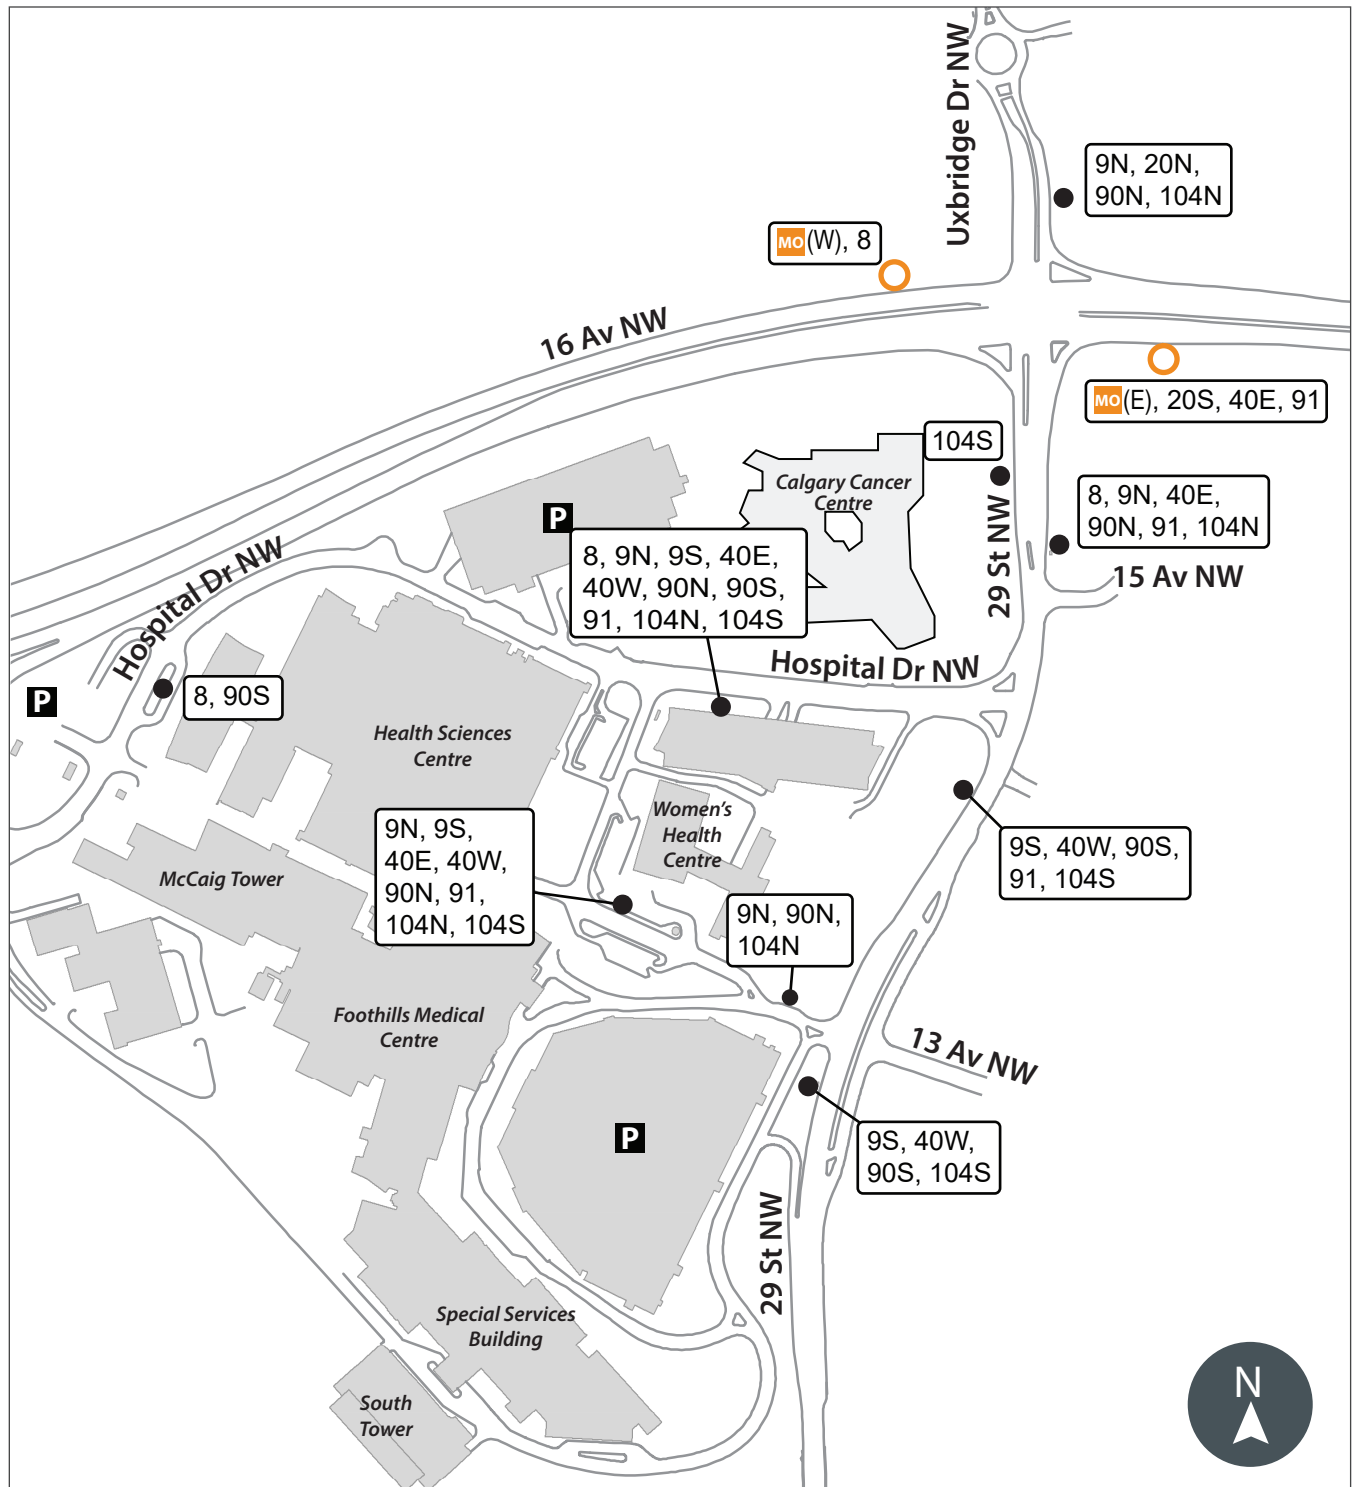 Uxbridge Dr NW
9N, 20N,
90N, 104N
MO (W), 8
16 Av NW
MO (E), 20S, 40E, 91
104S
Calgary Cancer
Centre
P
8, 9N, 40E,
90N, 91, 104N
29 St NW
15 Av NW
8, 9N, 9S, 40E,
40W, 90N, 90S,
91, 104N, 104S
Hospital Dr NW
Hospital Dr NW
P
8, 90S
Health Sciences
Centre
Women's
Health
Centre
9N, 9S,
40E, 40W,
90N, 91,
104N, 104S
9S, 40W, 90S,
91, 104S
McCaig Tower
9N, 90N,
104N
Foothills Medical
Centre
13 Av NW
P
9S, 40W,
90S, 104S
29 St NW
Special Services
Building
South
Tower
N